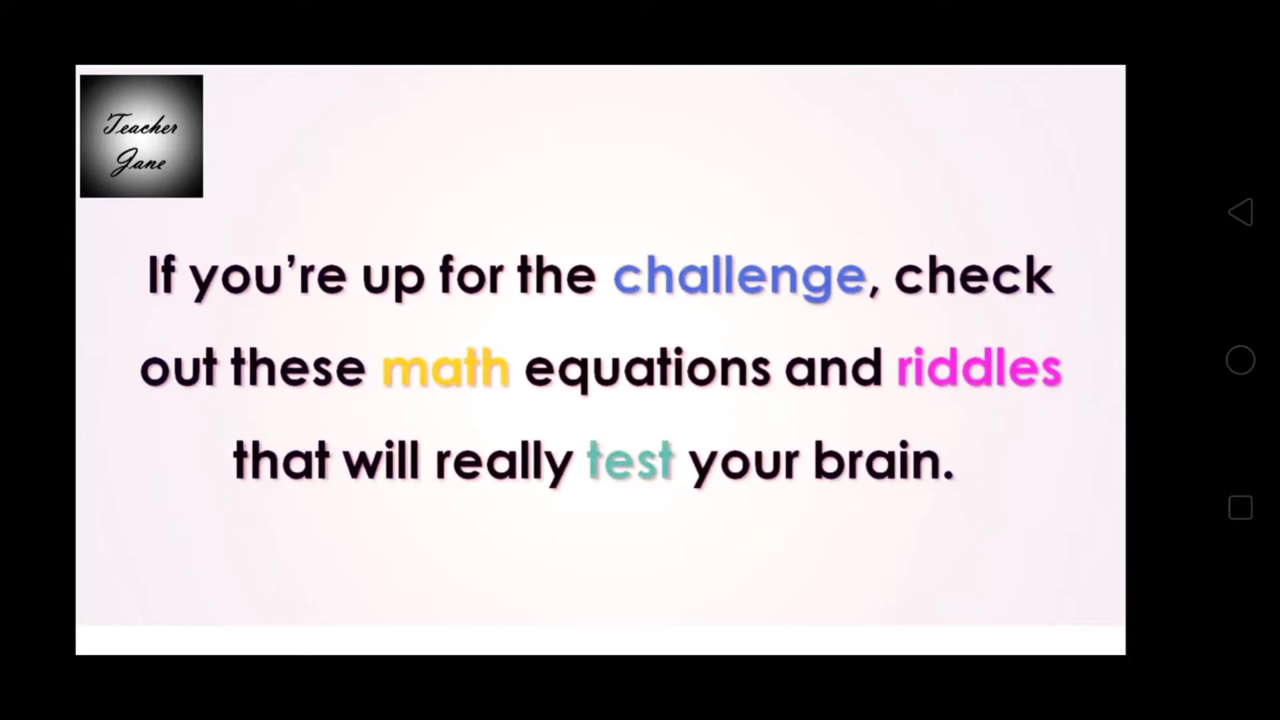 Teacher
Jane
If you’re up for the challenge, check
out these math equations and riddles
that will really test your brain.